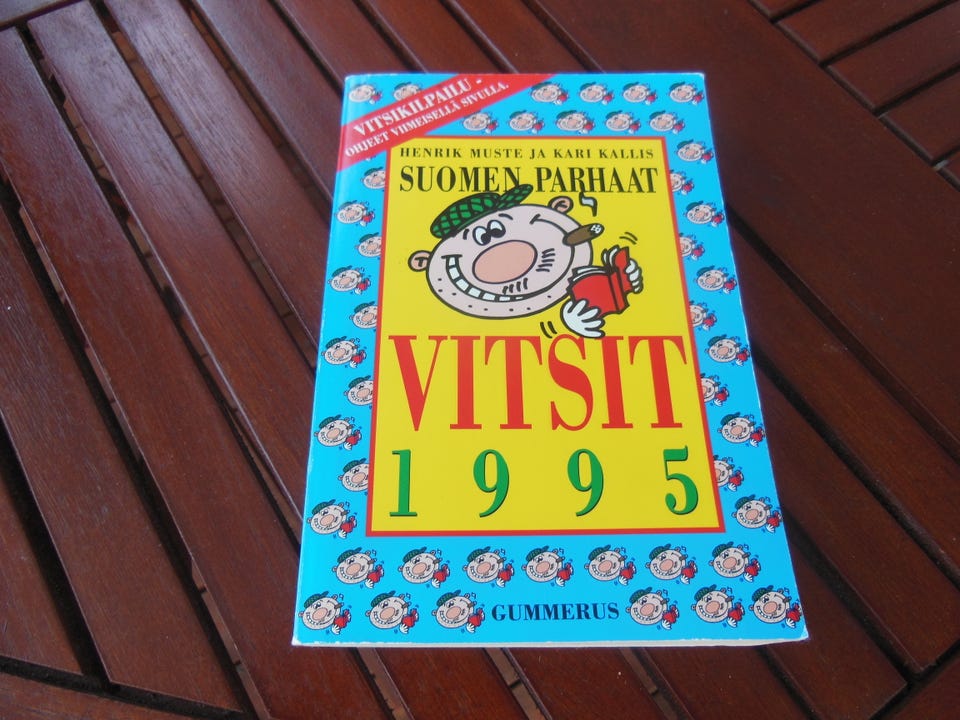 VITSIKILPAILU -
OHJEET VIIMEISELLÄ SIVULLA.
HENRIK MUSTE JA KARI KALLIS
SUOMEN PARHAAT
VITSIT
1995
GUMMERUS